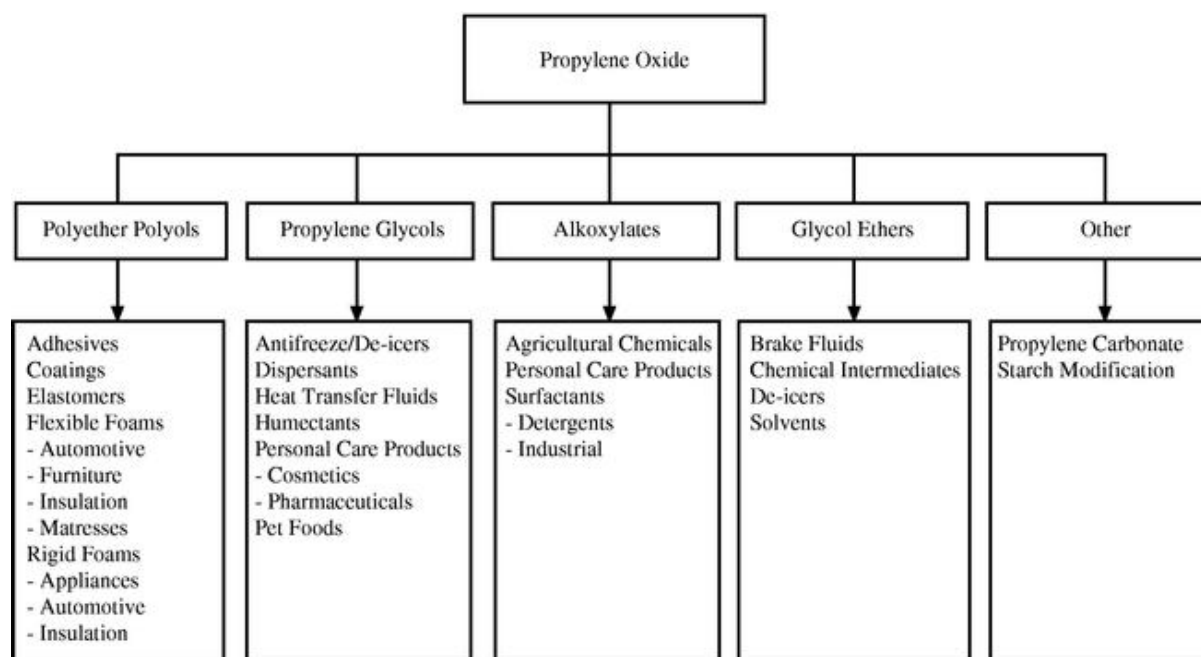 Propylene Oxide
Polyether Polyols
Propylene Glycols
Alkoxylates
Glycol Ethers
Other
Adhesives
Coatings
Elastomers
Flexible Foams
- Automotive
- Furniture
- Insulation
- Matresses
Rigid Foams
- Appliances
- Automotive
- Insulation
Antifreeze/De-icers
Dispersants
Heat Transfer Fluids
Humectants
Personal Care Products
- Cosmetics
- Pharmaceuticals
Pet Foods
Agricultural Chemicals
Personal Care Products
Surfactants
- Detergents
- Industrial
Brake Fluids
Chemical Intermediates
De-icers
Solvents
Propylene Carbonate
Starch Modification